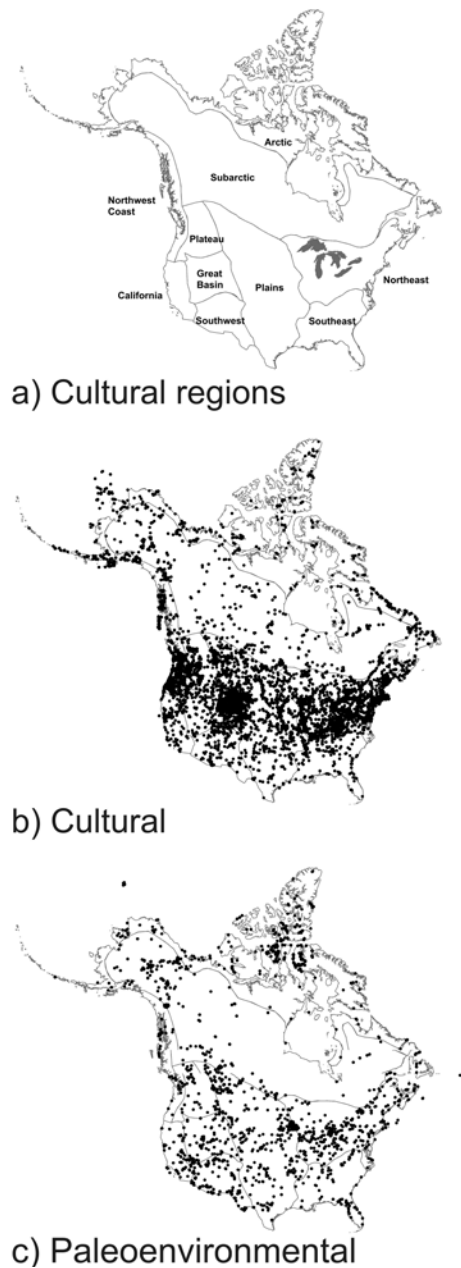 Arctic
Subarctic
Northwest
Coast
Plateau
Great
Basin
California
Plains
Northeast
Southwest
Southeast
a) Cultural regions
b) Cultural
c) Paleoenvironmental